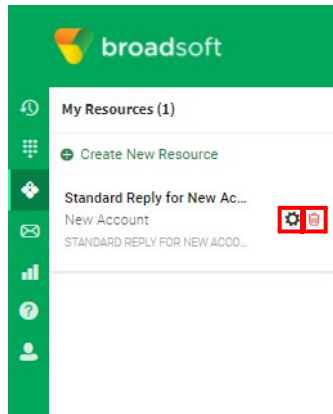 broadsoft
My Resources (1)
Create New Resource
Standard Reply for New Ac...
New Account
STANDARD REPLY FOR NEW ACCO...